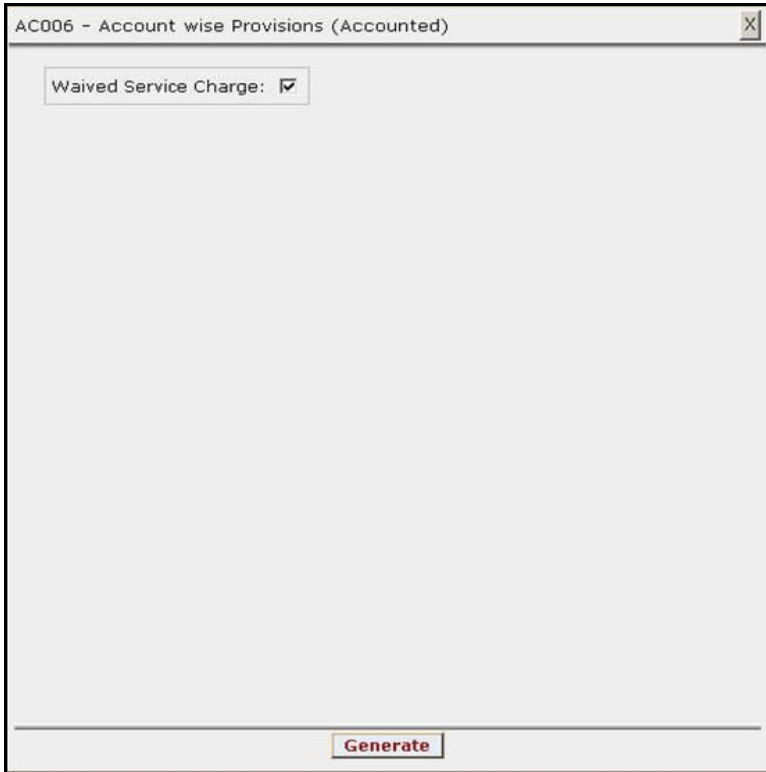 AC006 - Account wise Provisions (Accounted) X
Waived Service Charge:
Generate